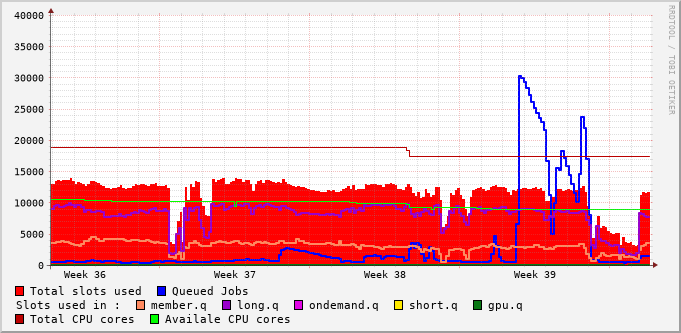 40000
35000
30000
25000
20000
15000
10000
5000
0
Week 36 Week 37 Week 38 Week 39
RRDTOOL / TOBI OETIKER
Total slots used Queued Jobs
Slots used in : member.q long.q ondemand.q short.q gpu.q
Total CPU cores Availale CPU cores